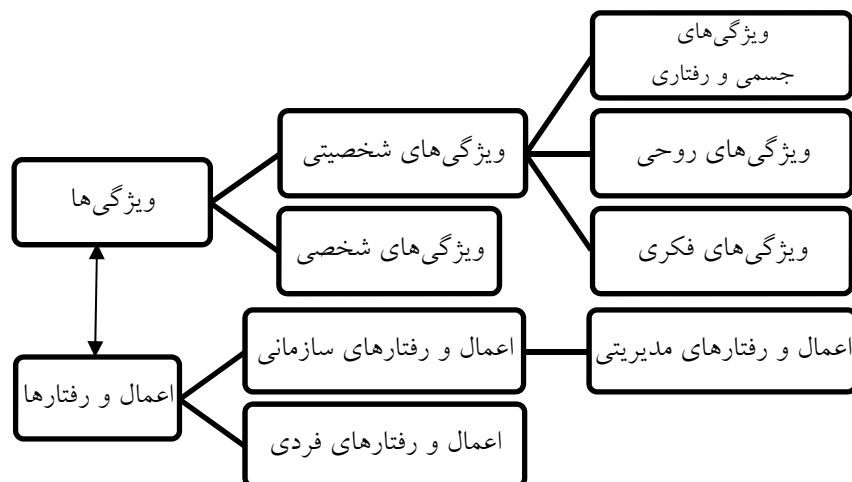 ویژگی‌های
جسمی و رفتاری
ویژگی‌های شخصیتی
ویژگی‌های روحی
ویژگی‌ها
ویژگی‌های شخصی
ویژگی‌های فکری
اعمال و رفتارهای سازمانی
اعمال و رفتارهای مدیریتی
اعمال و رفتارها
اعمال و رفتارهای فردی